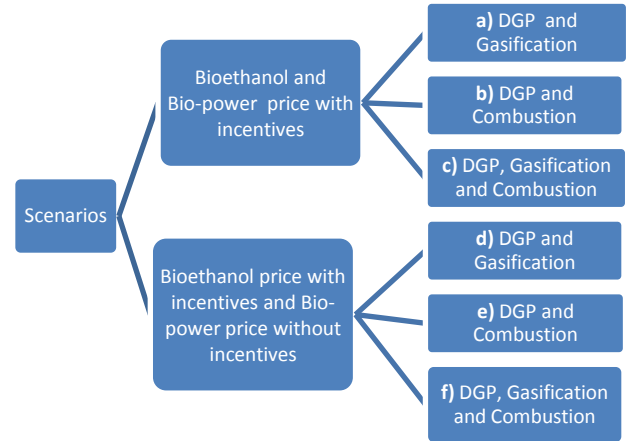 Scenarios
Bioethanol and
Bio-power price with
incentives
Bioethanol price with
incentives and Bio-
power price without
incentives
a) DGP and
Gasification
b) DGP and
Combustion
c) DGP, Gasification
and Combustion
d) DGP and
Gasification
e) DGP and
Combustion
f) DGP, Gasification
and Combustion